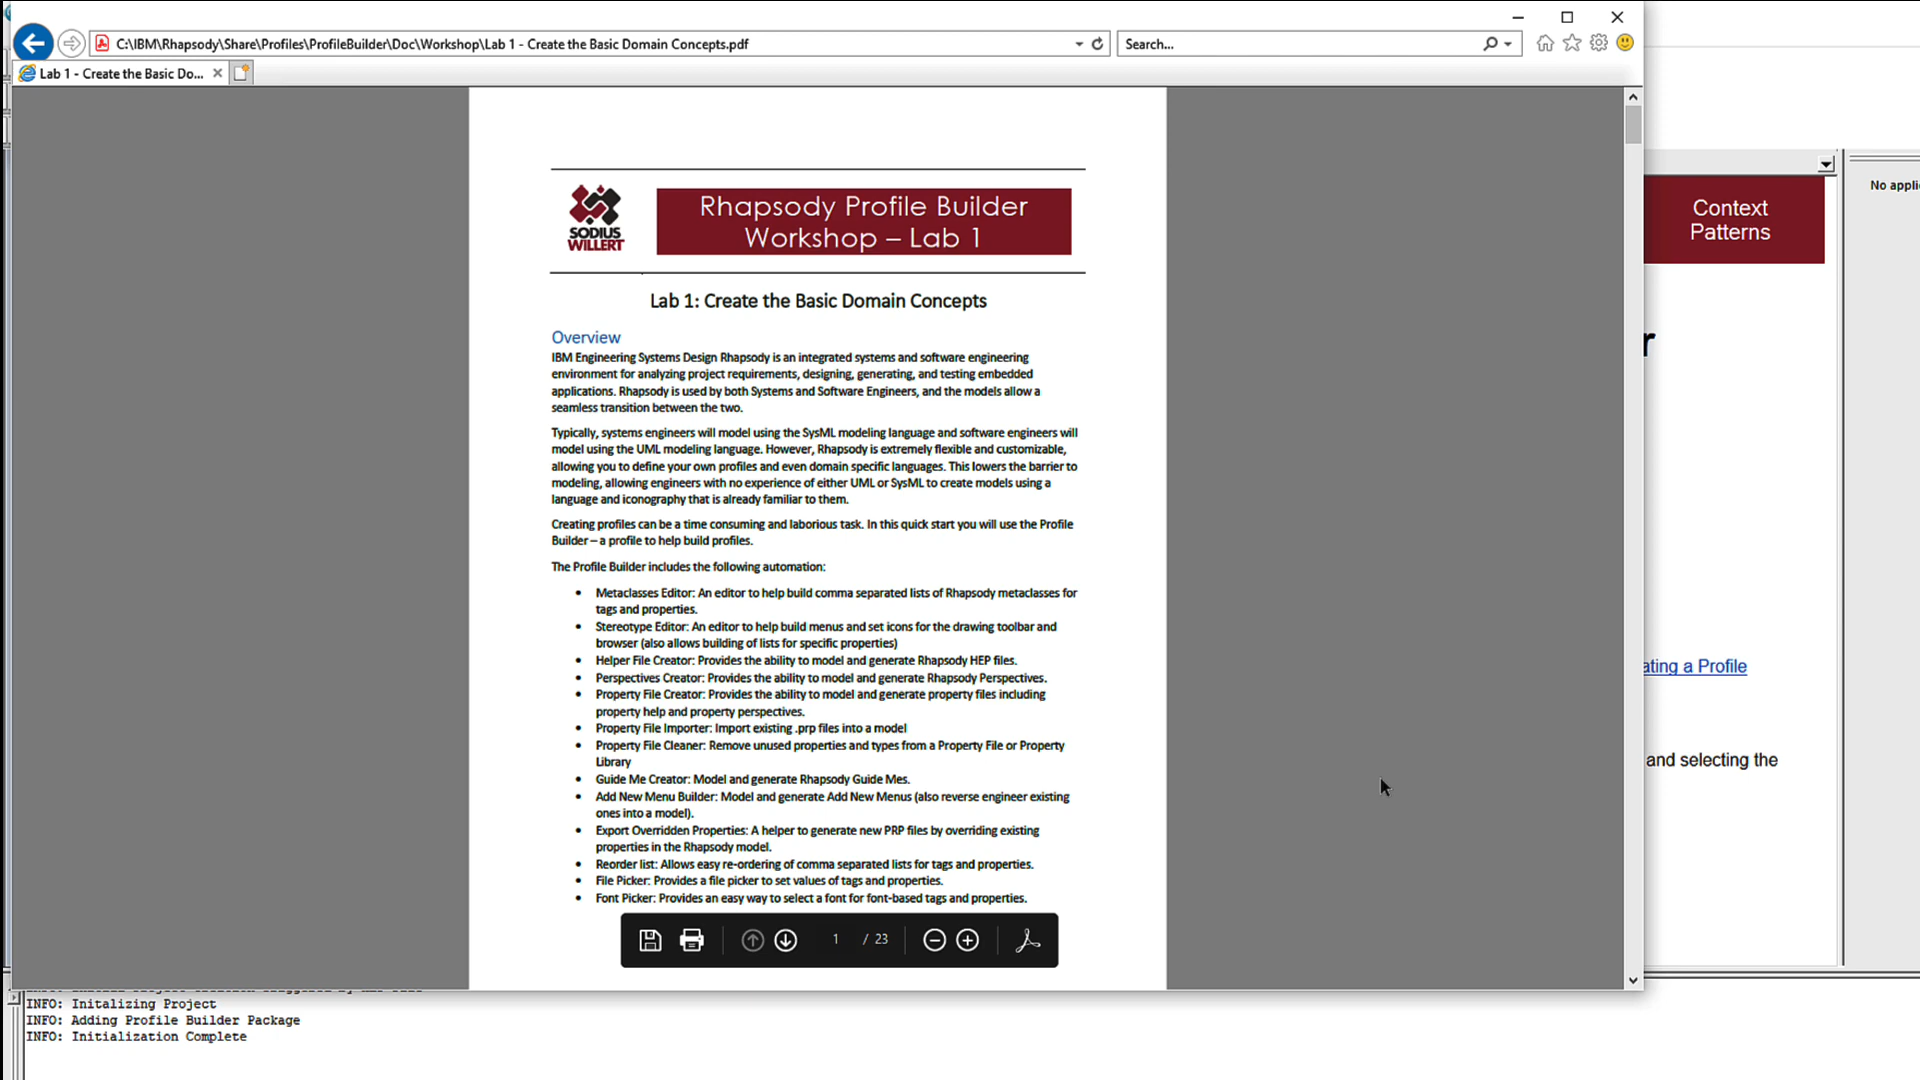 C:\IBM\Rhapsody\Share\Profiles\ProfileBuilder\Doc\Workshop\Lab 1 - Create the Basic Domain Concepts.pdf
Search...
Lab 1 - Create the Basic Do...
SODIUS
WILLERT
Rhapsody Profile Builder
Workshop – Lab 1
Lab 1: Create the Basic Domain Concepts
Overview
IBM Engineering Systems Design Rhapsody is an integrated systems and software engineering
environment for analyzing project requirements, designing, generating, and testing embedded
applications. Rhapsody is used by both Systems and Software Engineers, and the models allow a
seamless transition between the two.
Typically, systems engineers will model using the SysML modeling language and software engineers will
model using the UML modeling language. However, Rhapsody is extremely flexible and customizable,
allowing you to define your own profiles and even domain specific languages. This lowers the barrier to
modeling, allowing engineers with no experience of either UML or SysML to create models using a
language and iconography that is already familiar to them.
Creating profiles can be a time consuming and laborious task. In this quick start you will use the Profile
Builder – a profile to help build profiles.
The Profile Builder includes the following automation:
• Metaclasses Editor: An editor to help build comma separated lists of Rhapsody metaclasses for
tags and properties.
• Stereotype Editor: An editor to help build menus and set icons for the drawing toolbar and
browser (also allows building of lists for specific properties)
• Helper File Creator: Provides the ability to model and generate Rhapsody HEP files.
• Perspectives Creator: Provides the ability to model and generate Rhapsody Perspectives.
• Property File Creator: Provides the ability to model and generate property files including
property help and property perspectives.
• Property File Importer: Import existing .prp files into a model
• Property File Cleaner: Remove unused properties and types from a Property File or Property
Library
• Guide Me Creator: Model and generate Rhapsody Guide Mes.
• Add New Menu Builder: Model and generate Add New Menus (also reverse engineer existing
ones into a model).
• Export Overridden Properties: A helper to generate new PRP files by overriding existing
properties in the Rhapsody model.
• Reorder list: Allows easy re-ordering of comma separated lists for tags and properties.
• File Picker: Provides a file picker to set values of tags and properties.
• Font Picker: Provides an easy way to select a font for font-based tags and properties.
1 / 23
No appli
Context
Patterns
r
ating a Profile
and selecting the
INFO: Initalizing Project
INFO: Adding Profile Builder Package
INFO: Initialization Complete